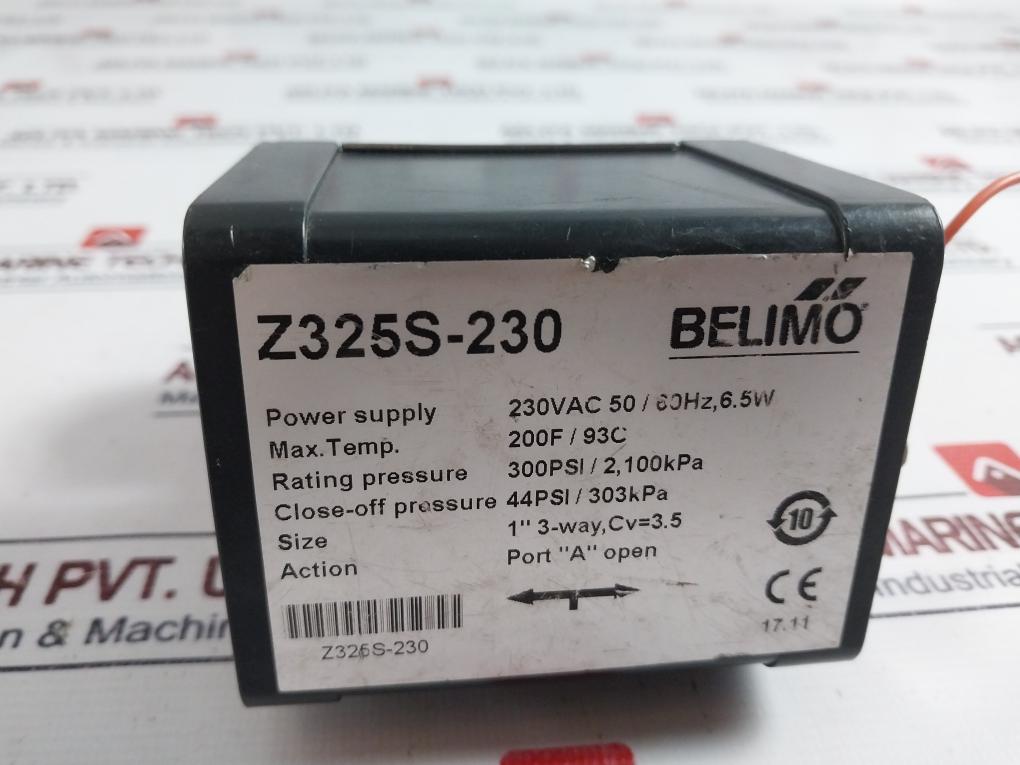 Z325S-230
BELIMO
Power supply 230VAC 50 / 60Hz,6.5W
Max.Temp. 200F / 93C
Rating pressure 300PSI / 2,100kPa
Close-off pressure 44PSI / 303kPa
Size 1" 3-way,Cv=3.5
Action Port "A" open
10
CE
17.11
Z325S-230
H PVT.
n & Machin
MARINE
ndustrial